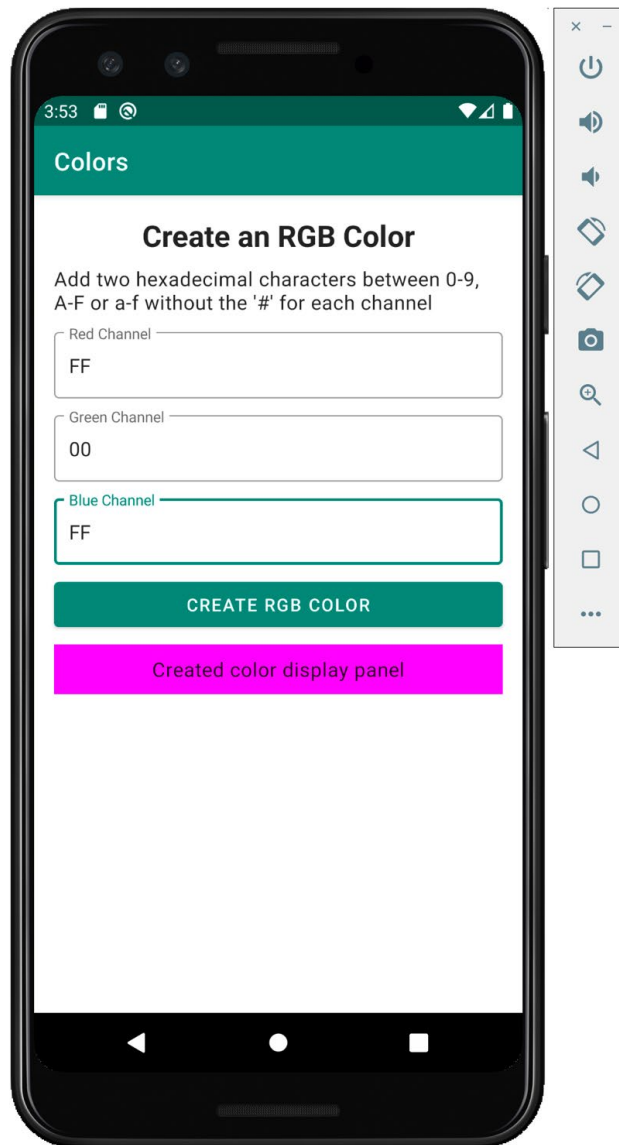 3:53
Colors
Create an RGB Color
Add two hexadecimal characters between 0-9,
A-F or a-f without the '#' for each channel
Red Channel
FF
Green Channel
00
Blue Channel
FF
CREATE RGB COLOR
Created color display panel